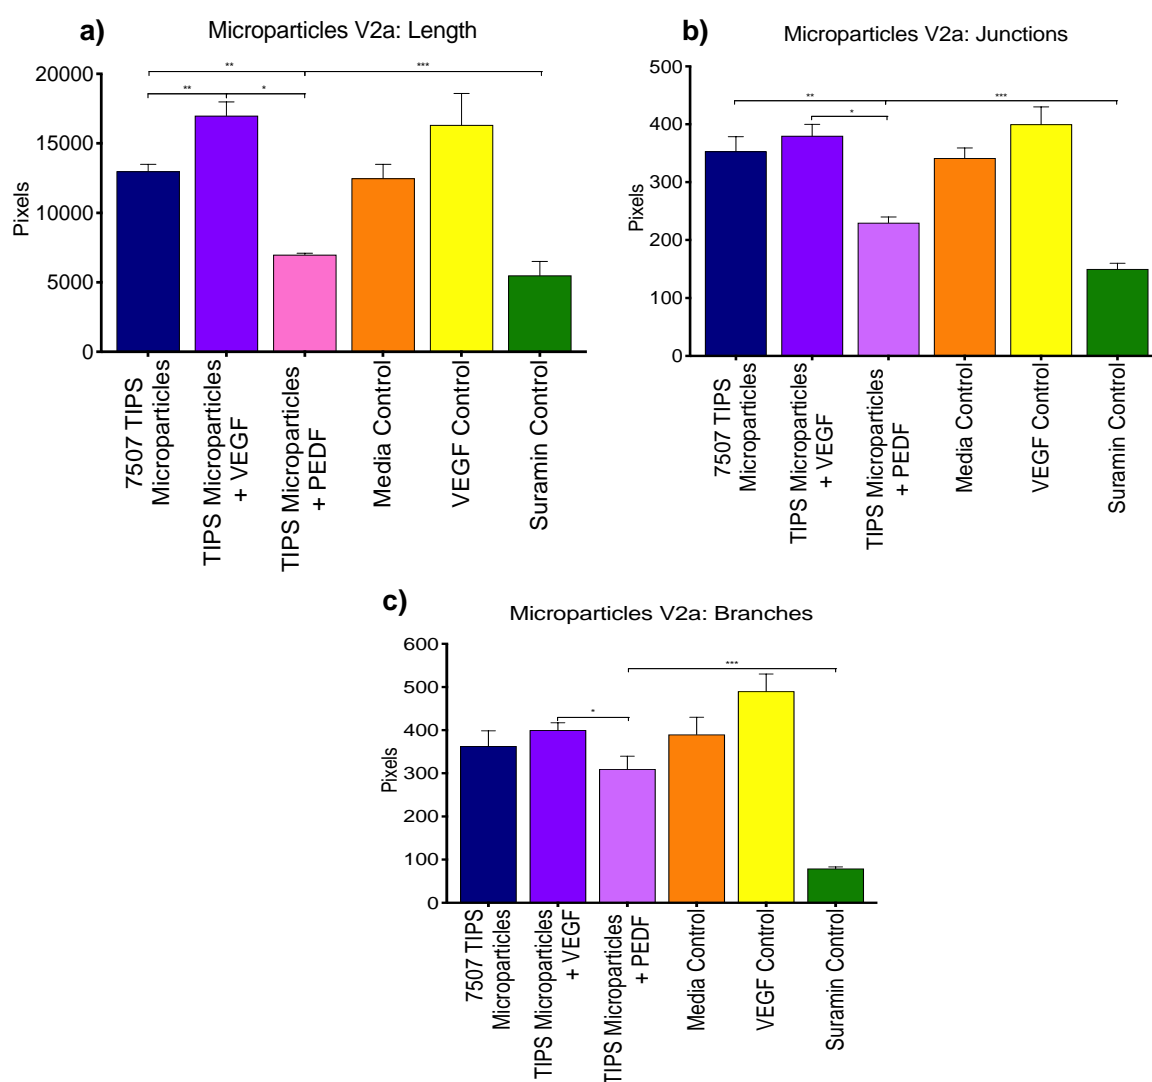 a)
Microparticles V2a: Length
Pixels
20000
15000
10000
5000
0
**
***
**
*
7507 TIPS
Microparticles
TIPS Microparticles
+ VEGF
TIPS Microparticles
+ PEDF
Media Control
VEGF Control
Suramin Control
b)
Microparticles V2a: Junctions
Pixels
500
400
300
200
100
0
**
***
*
7507 TIPS
Microparticles
TIPS Microparticles
+ VEGF
TIPS Microparticles
+ PEDF
Media Control
VEGF Control
Suramin Control
c)
Microparticles V2a: Branches
Pixels
600
500
400
300
200
100
0
***
*
7507 TIPS
Microparticles
TIPS Microparticles
+ VEGF
TIPS Microparticles
+ PEDF
Media Control
VEGF Control
Suramin Control